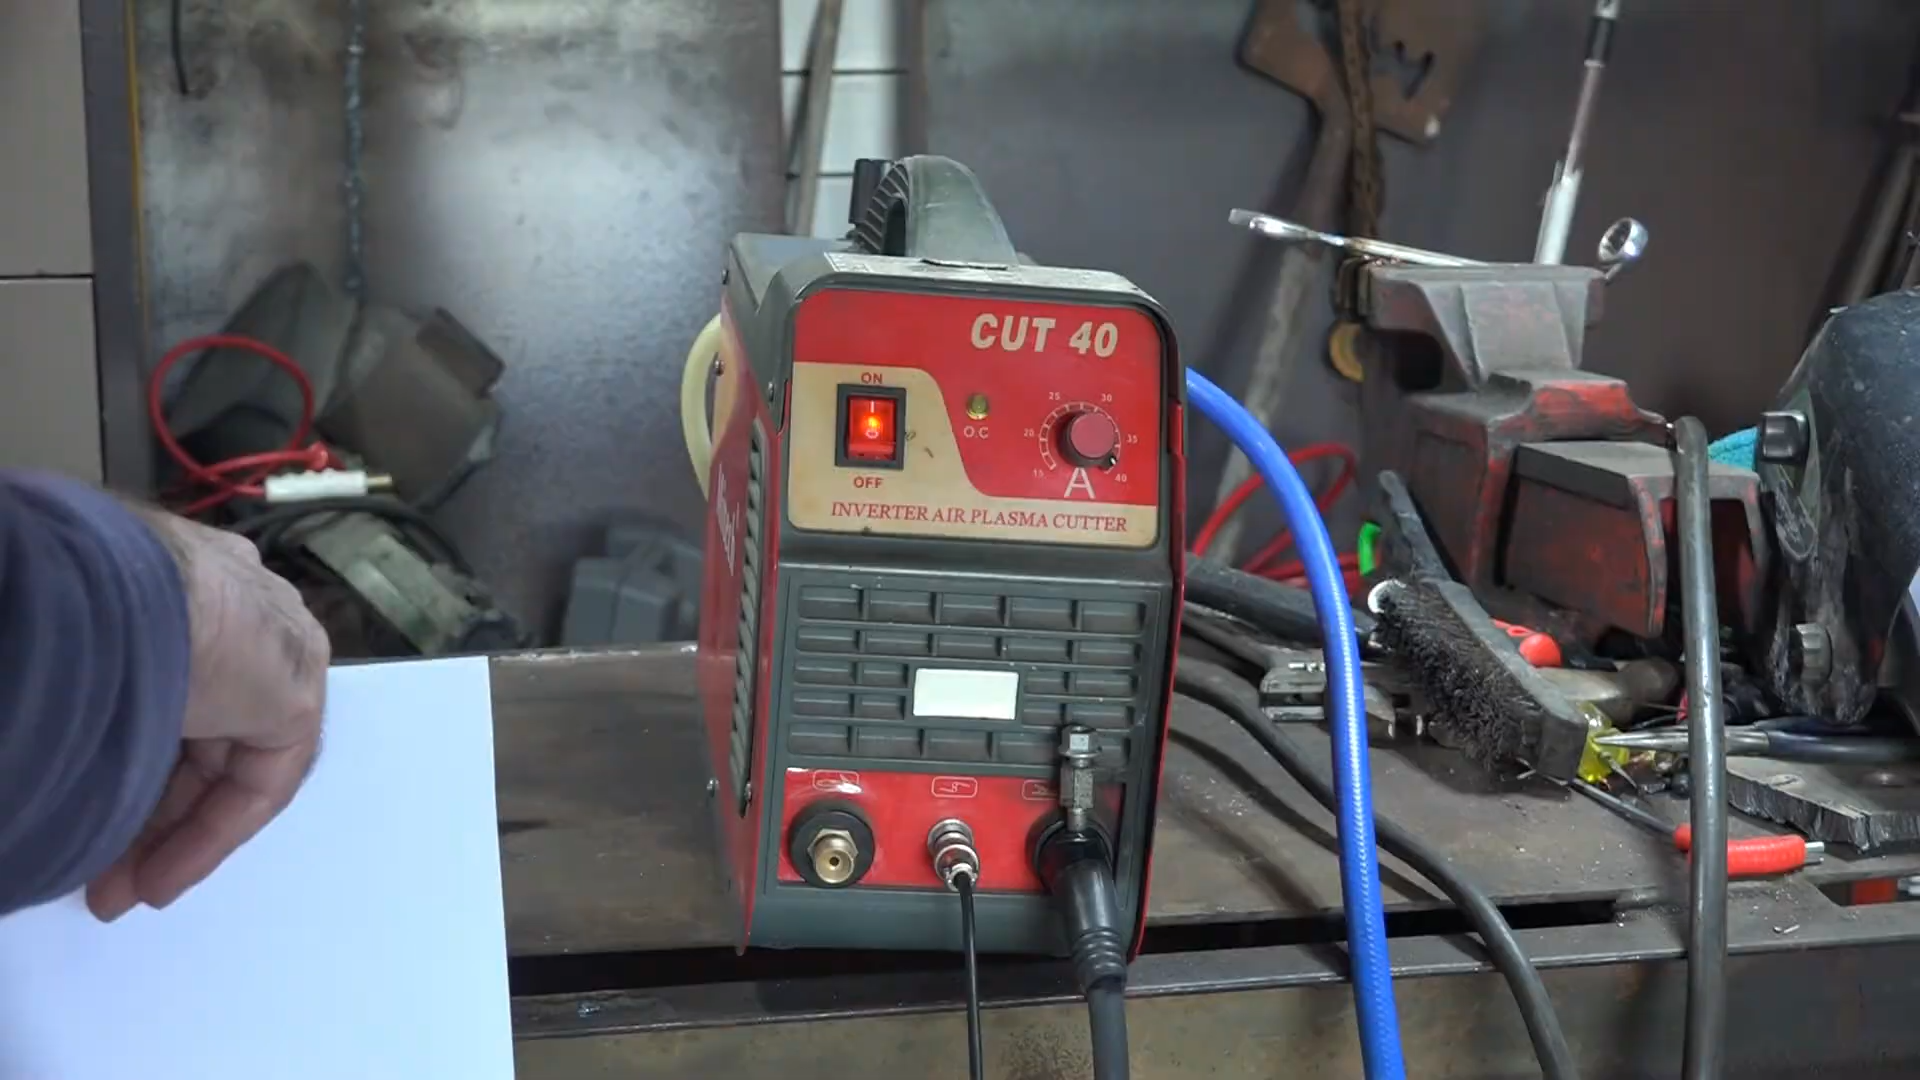 CUT 40
ON
I
O
OFF
O.C
15
20
25
30
35
40
A
INVERTER AIR PLASMA CUTTER